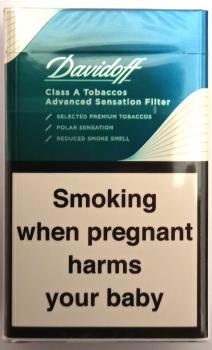 Davidoff
Class A Tobaccos
Advanced Sensation Filter
SELECTED PREMIUM TOBACCOS
POLAR SENSATION
REDUCED SMOKE SMELL
Smoking
when pregnant
harms
your baby